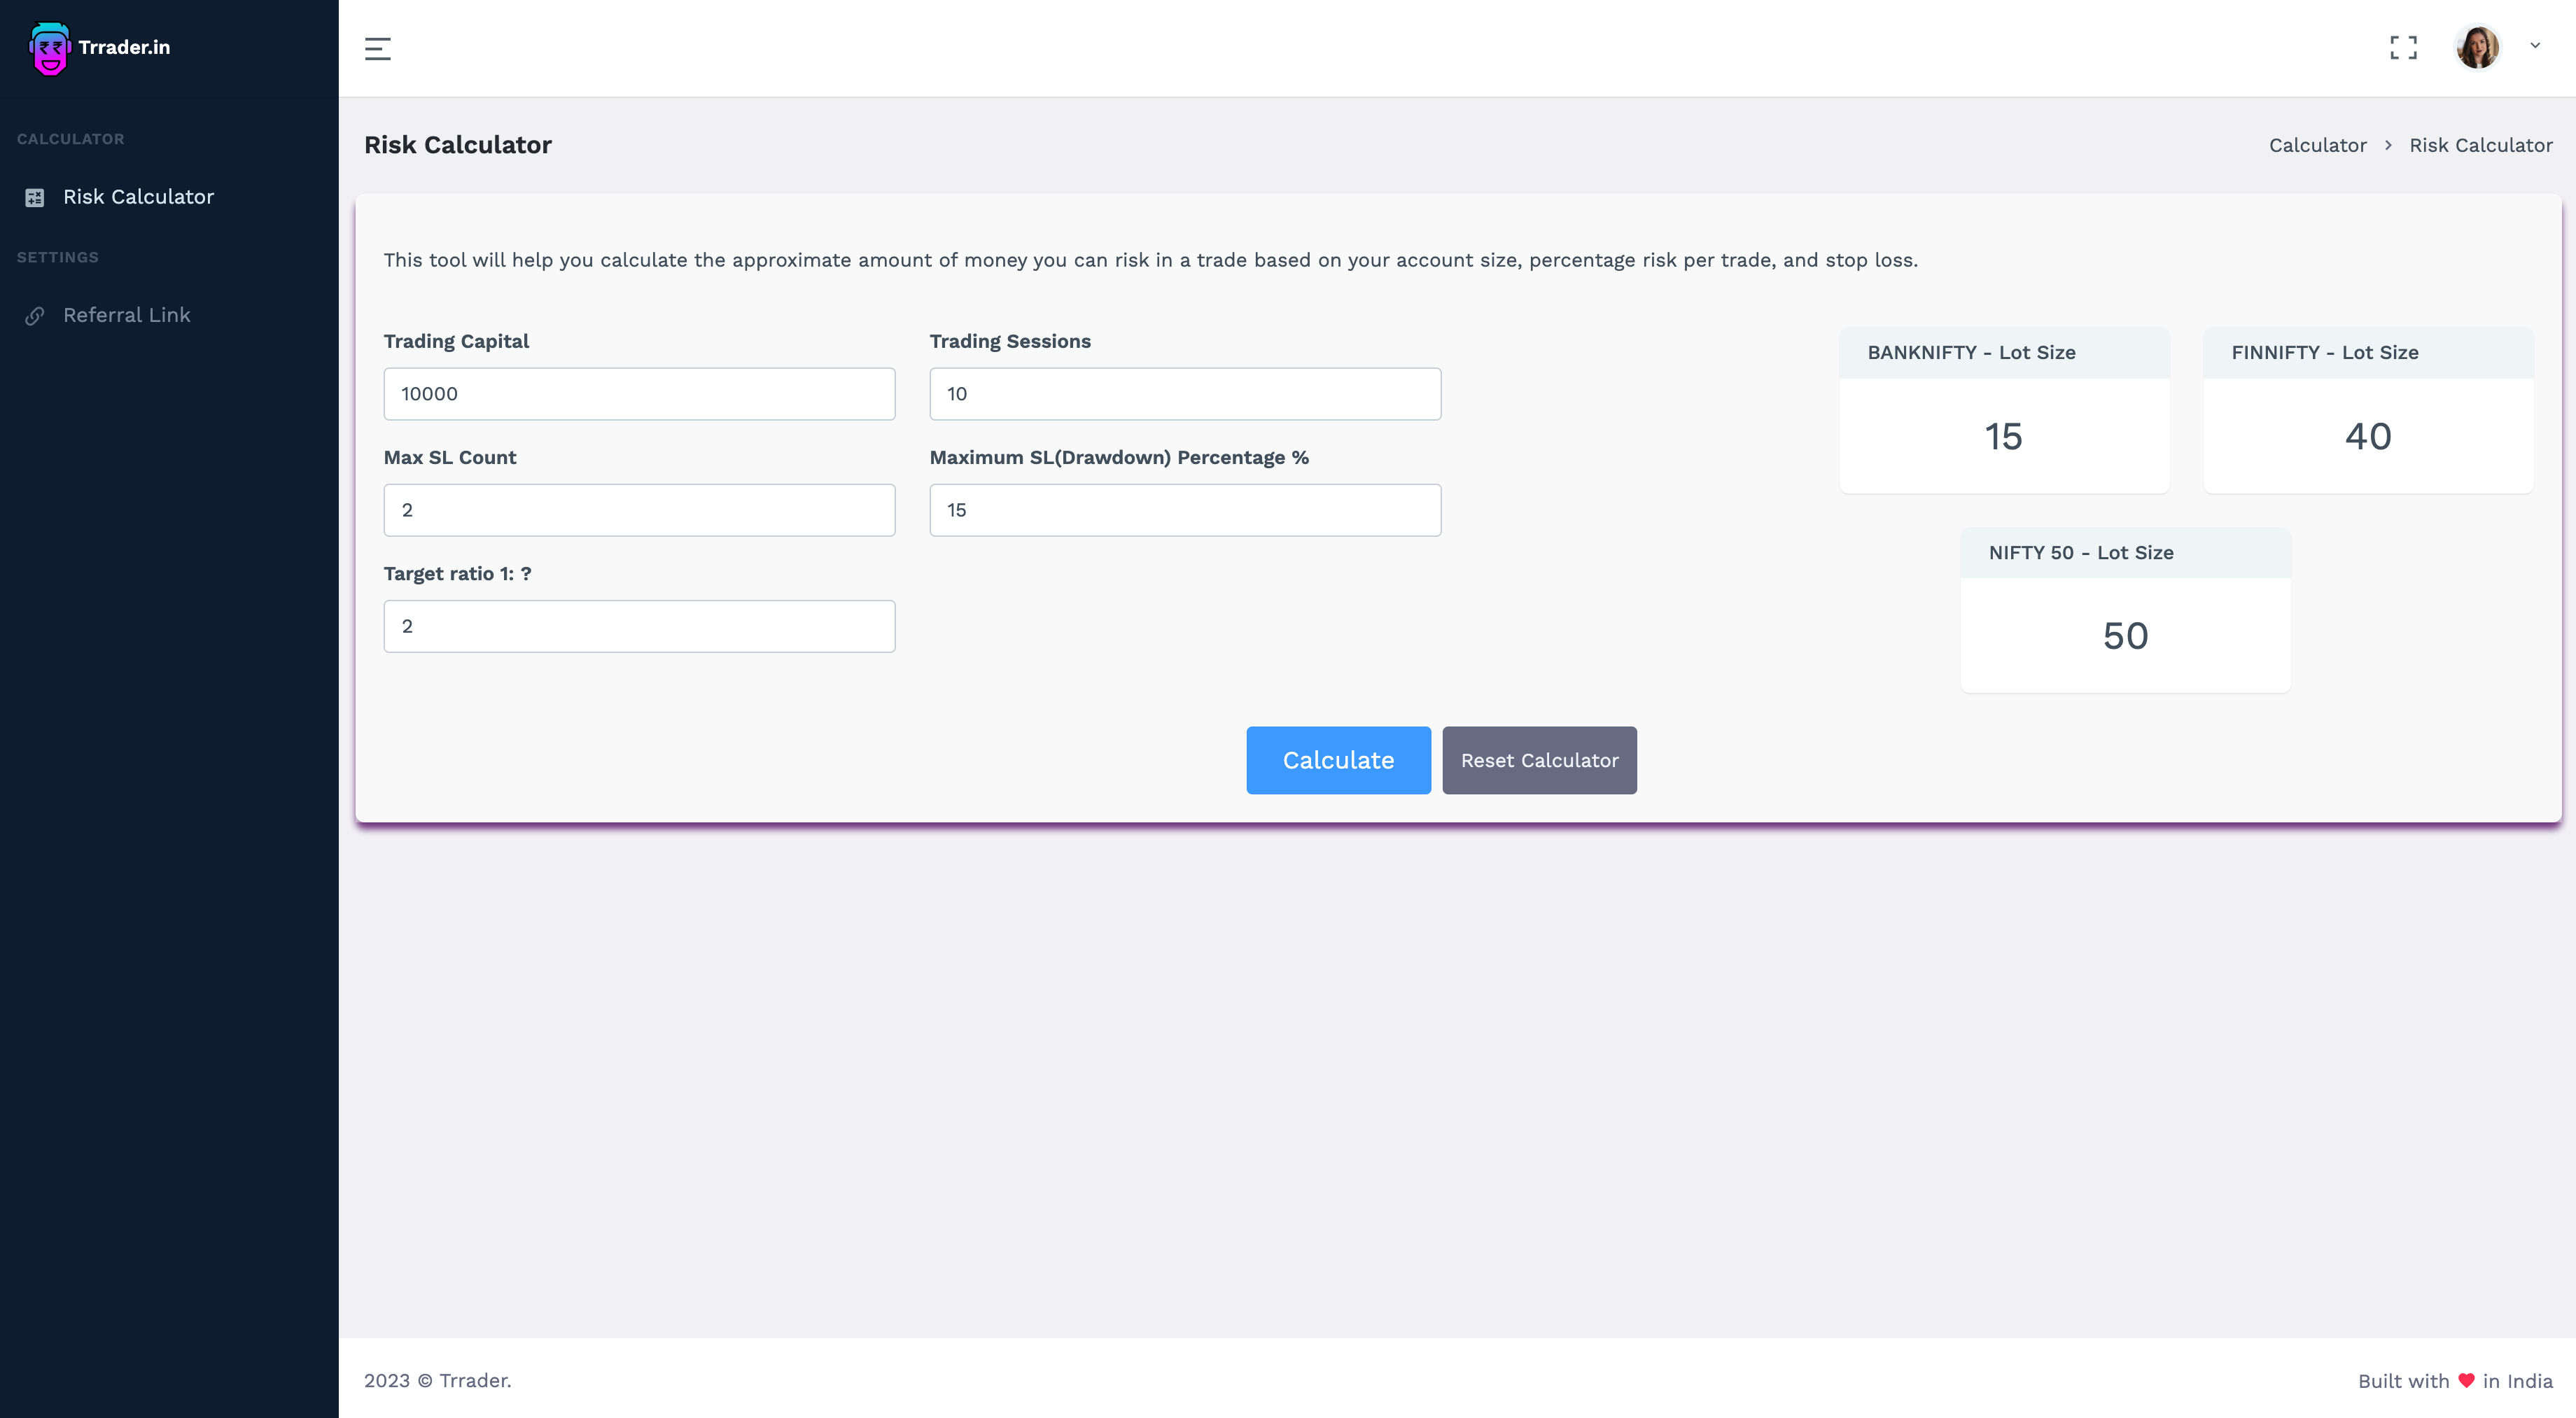 Trrader.in
CALCULATOR
Risk Calculator
SETTINGS
Referral Link
Risk Calculator
Calculator > Risk Calculator
This tool will help you calculate the approximate amount of money you can risk in a trade based on your account size, percentage risk per trade, and stop loss.
Trading Capital
10000
Trading Sessions
10
Max SL Count
2
Maximum SL(Drawdown) Percentage %
15
Target ratio 1: ?
2
BANKNIFTY - Lot Size
15
FINNIFTY - Lot Size
40
NIFTY 50 - Lot Size
50
Calculate
Reset Calculator
2023 © Trrader.
Built with ❤ in India